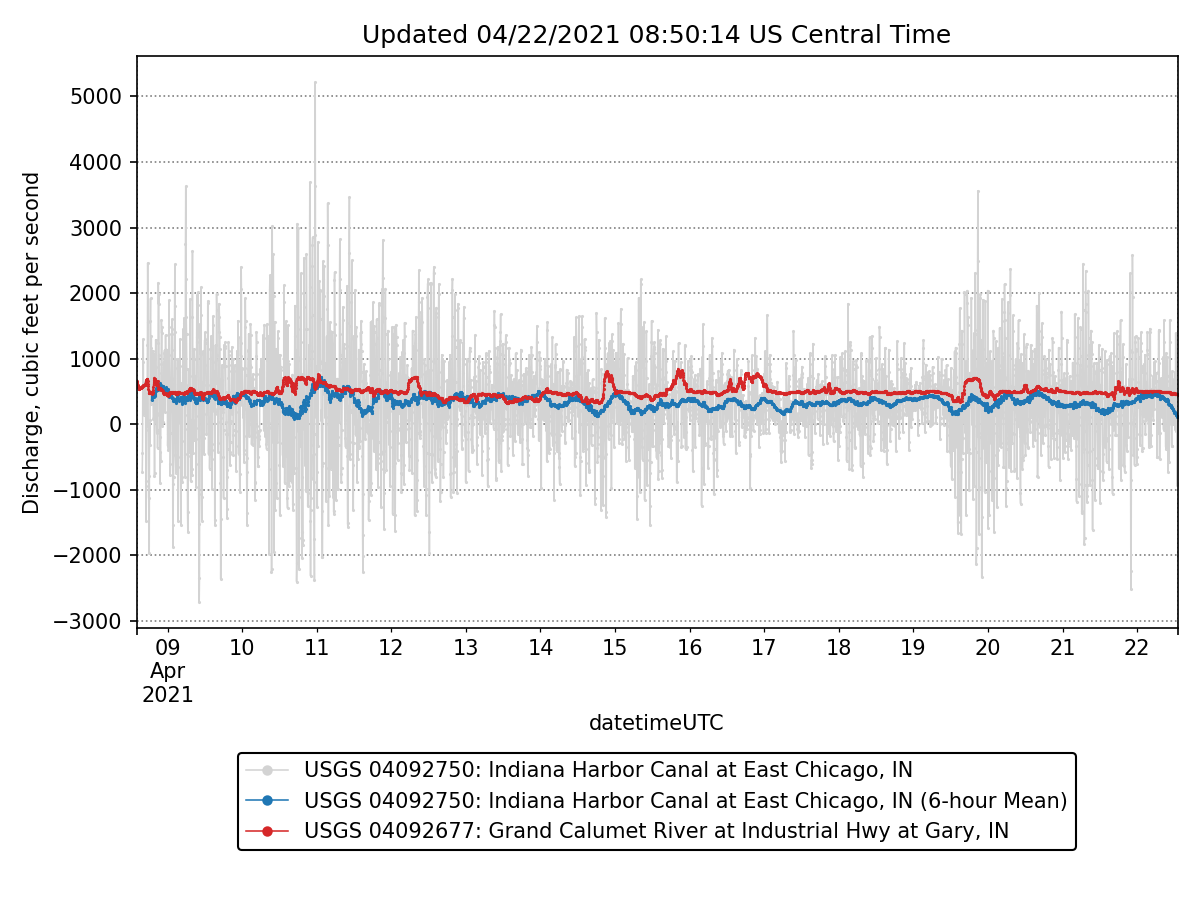 Updated 04/22/2021 08:50:14 US Central Time
Discharge, cubic feet per second
5000
4000
3000
2000
1000
0
−1000
−2000
−3000
09 10 11 12 13 14 15 16 17 18 19 20 21 22
Apr
2021
datetimeUTC
USGS 04092750: Indiana Harbor Canal at East Chicago, IN
USGS 04092750: Indiana Harbor Canal at East Chicago, IN (6-hour Mean)
USGS 04092677: Grand Calumet River at Industrial Hwy at Gary, IN